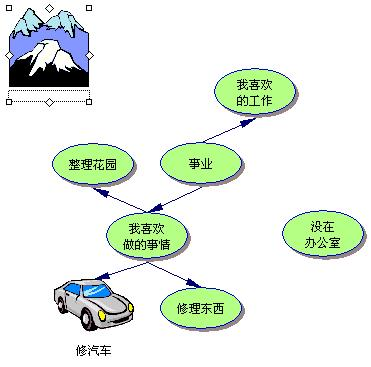 我喜欢
的工作
整理花园
事业
我喜欢
做的事情
没在
办公室
修理东西
修汽车